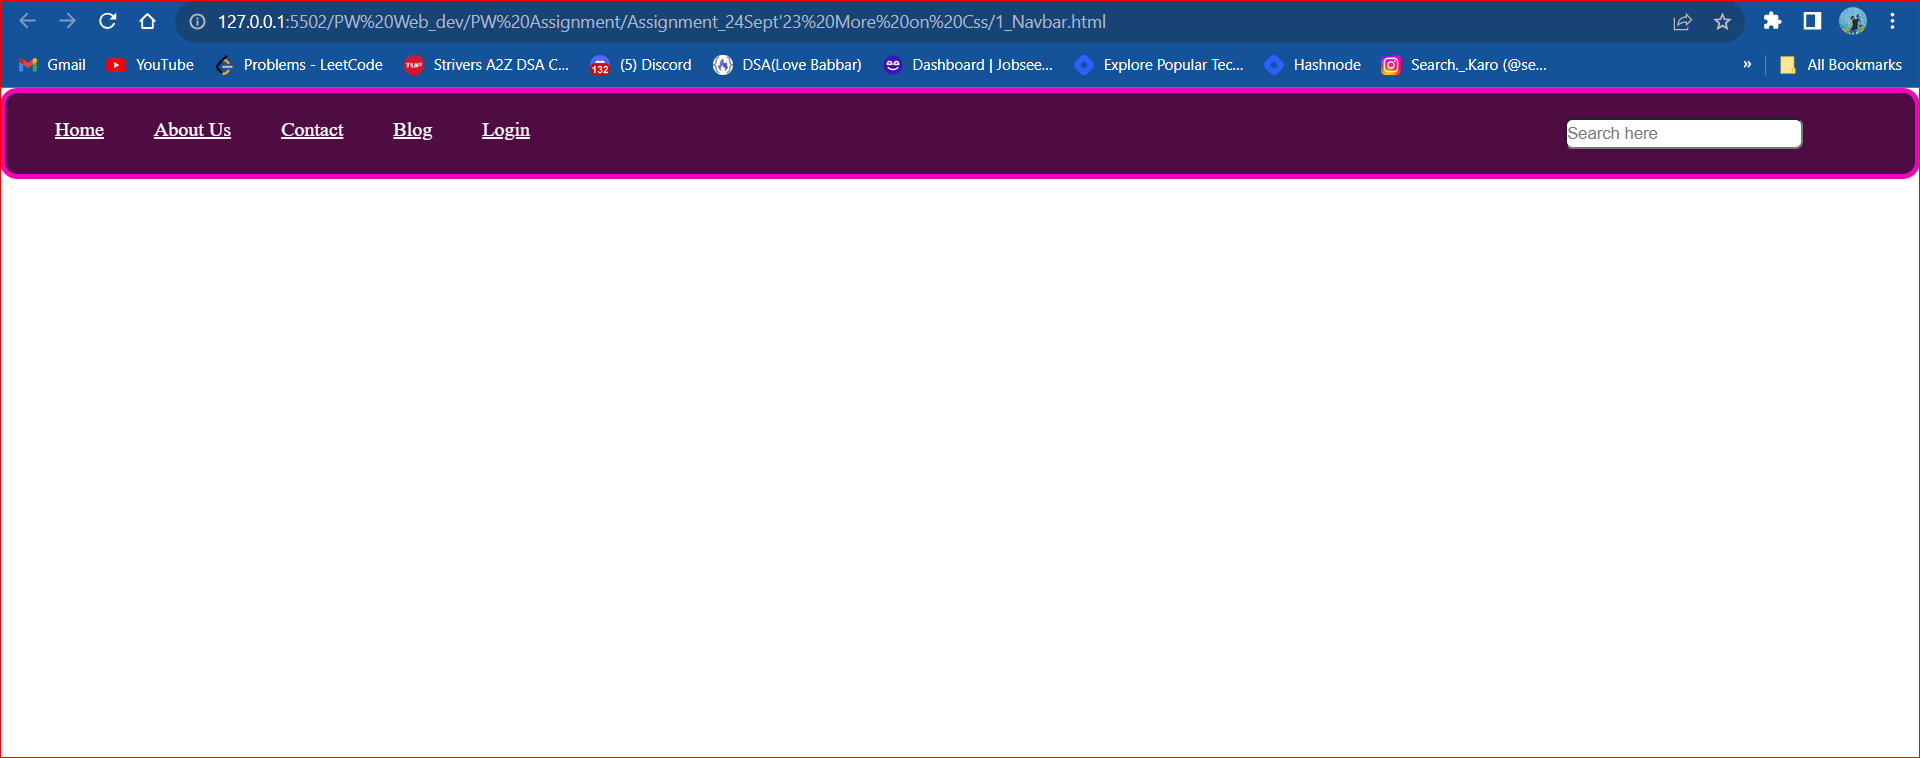 127.0.0.1:5502/PW%20Web_dev/PW%20Assignment/Assignment_24Sept'23%20More%20on%20Css/1_Navbar.html
Gmail YouTube Problems - LeetCode TUF Strivers A2Z DSA C... 132 (5) Discord DSA(Love Babbar) Dashboard | Jobsee... Explore Popular Tec... Hashnode Search._.Karo (@se... » All Bookmarks
Home About Us Contact Blog Login Search here